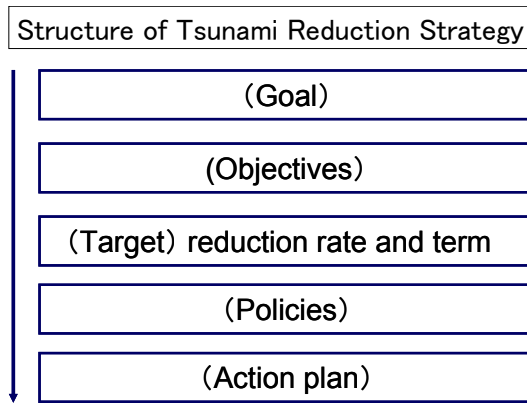 Structure of Tsunami Reduction Strategy
（Goal）
(Objectives）
（Target） reduction rate and term
（Policies）
（Action plan）